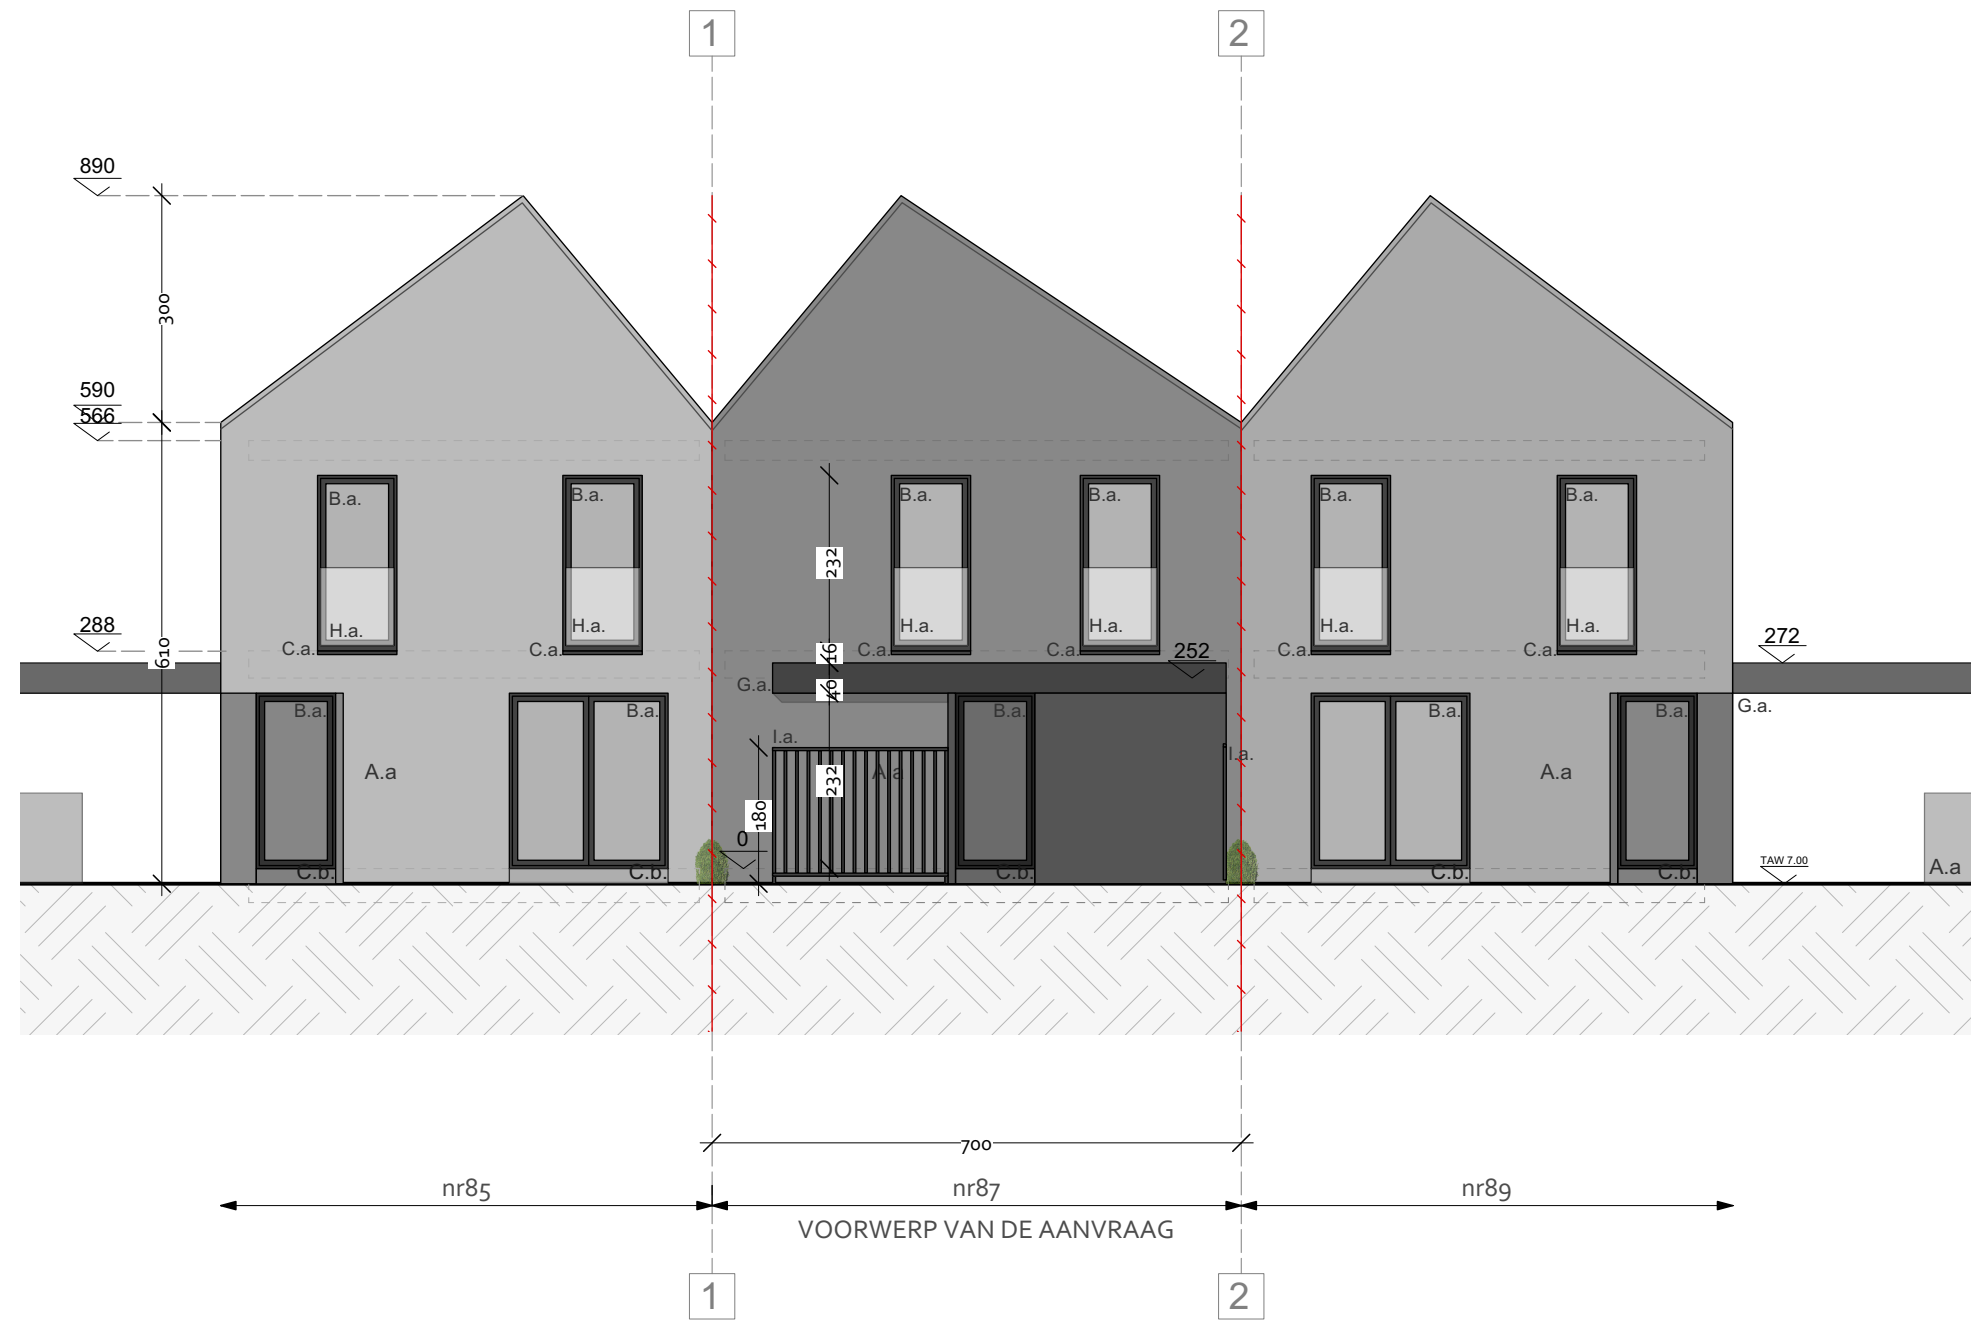 1 2
890
300
590
566
B.a. B.a. B.a. B.a. B.a. B.a.
232
H.a. H.a. H.a. H.a. H.a. H.a.
288 610 C.a. C.a. 16 C.a. C.a. 252 C.a. C.a. 272
G.a. 40
B.a. B.a. B.a. B.a. B.a. G.a.
I.a. I.a.
A.a 232 A.a A.a
180
0
TAW 7.00
C.b. C.b. C.b. C.b. C.b. A.a
700
nr85 nr87 nr89
VOORWERP VAN DE AANVRAAG
1 2